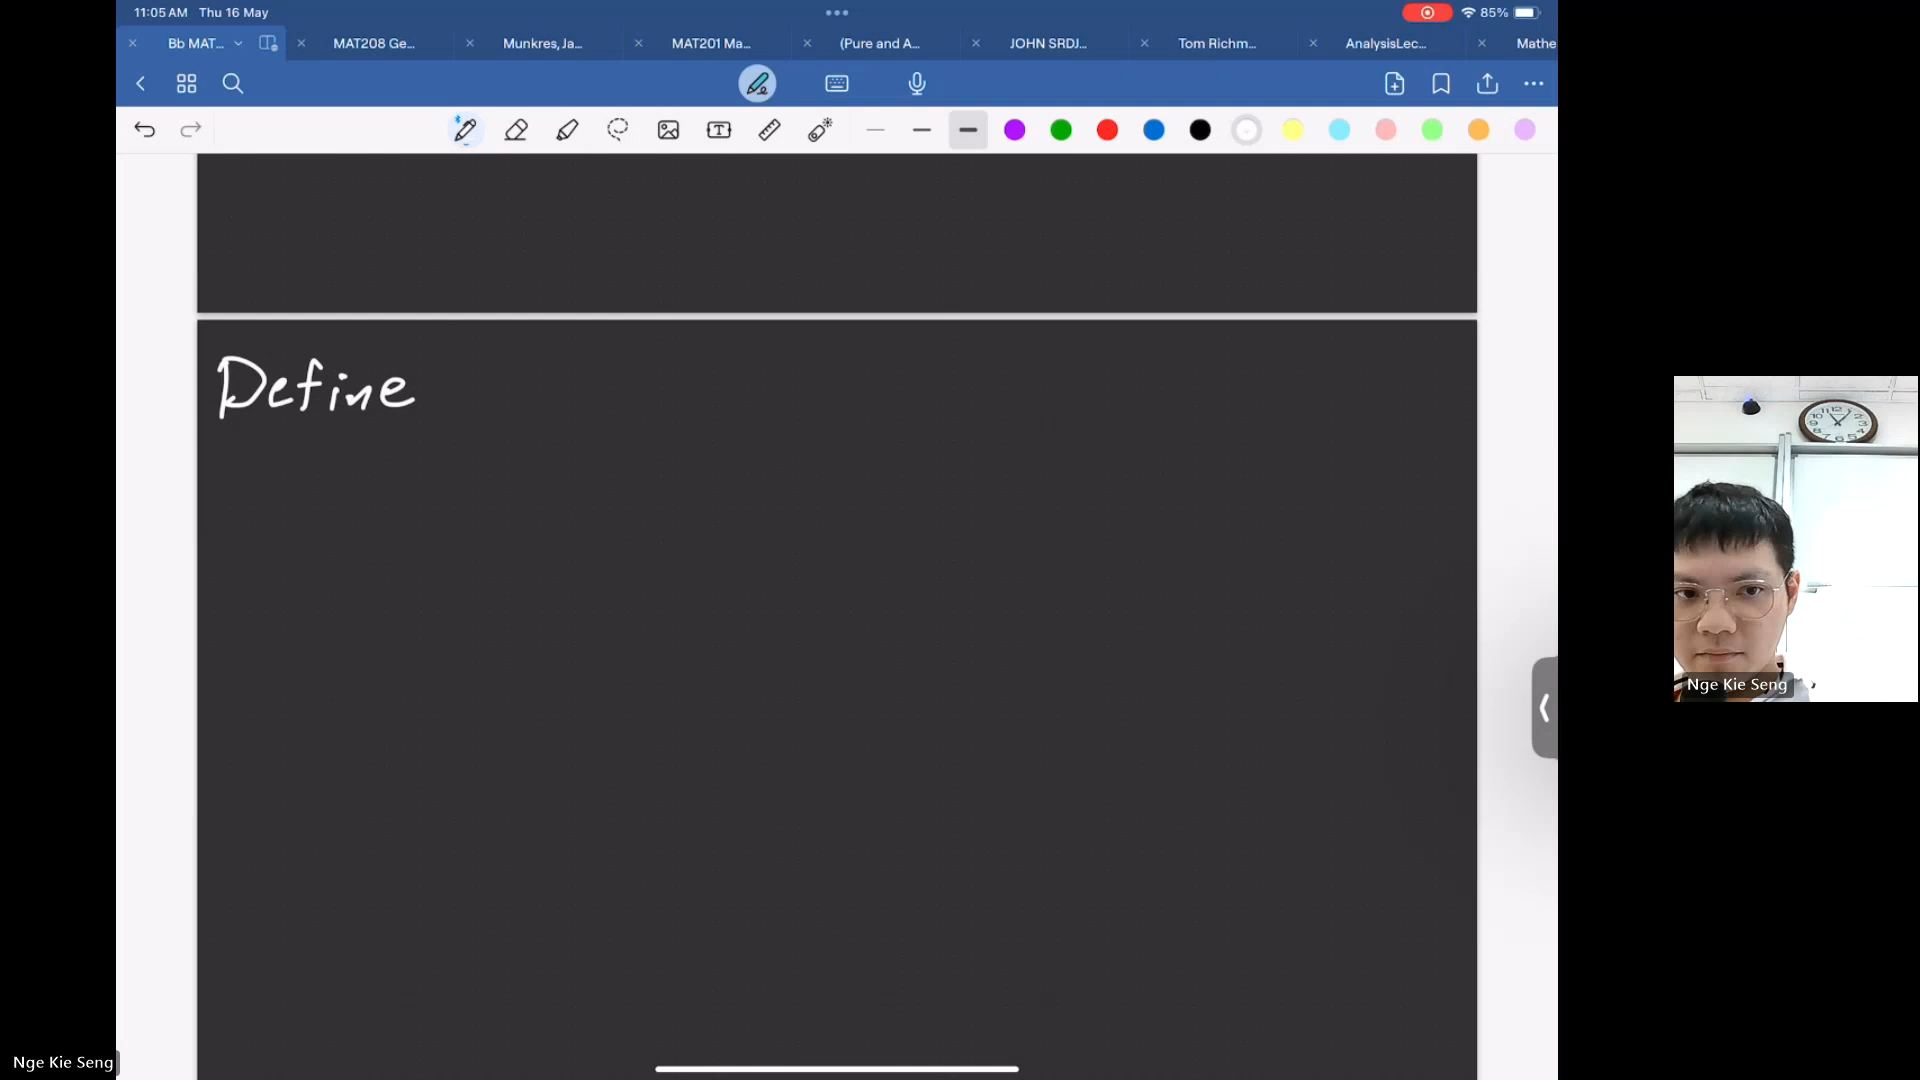 11:05 AM Thu 16 May
85%
Bb MAT...
MAT208 Ge...
Munkres, Ja...
MAT201 Ma...
(Pure and A...
JOHN SRDJ...
Tom Richm...
AnalysisLec...
Mathe
Define
Nge Kie Seng
Nge Kie Seng